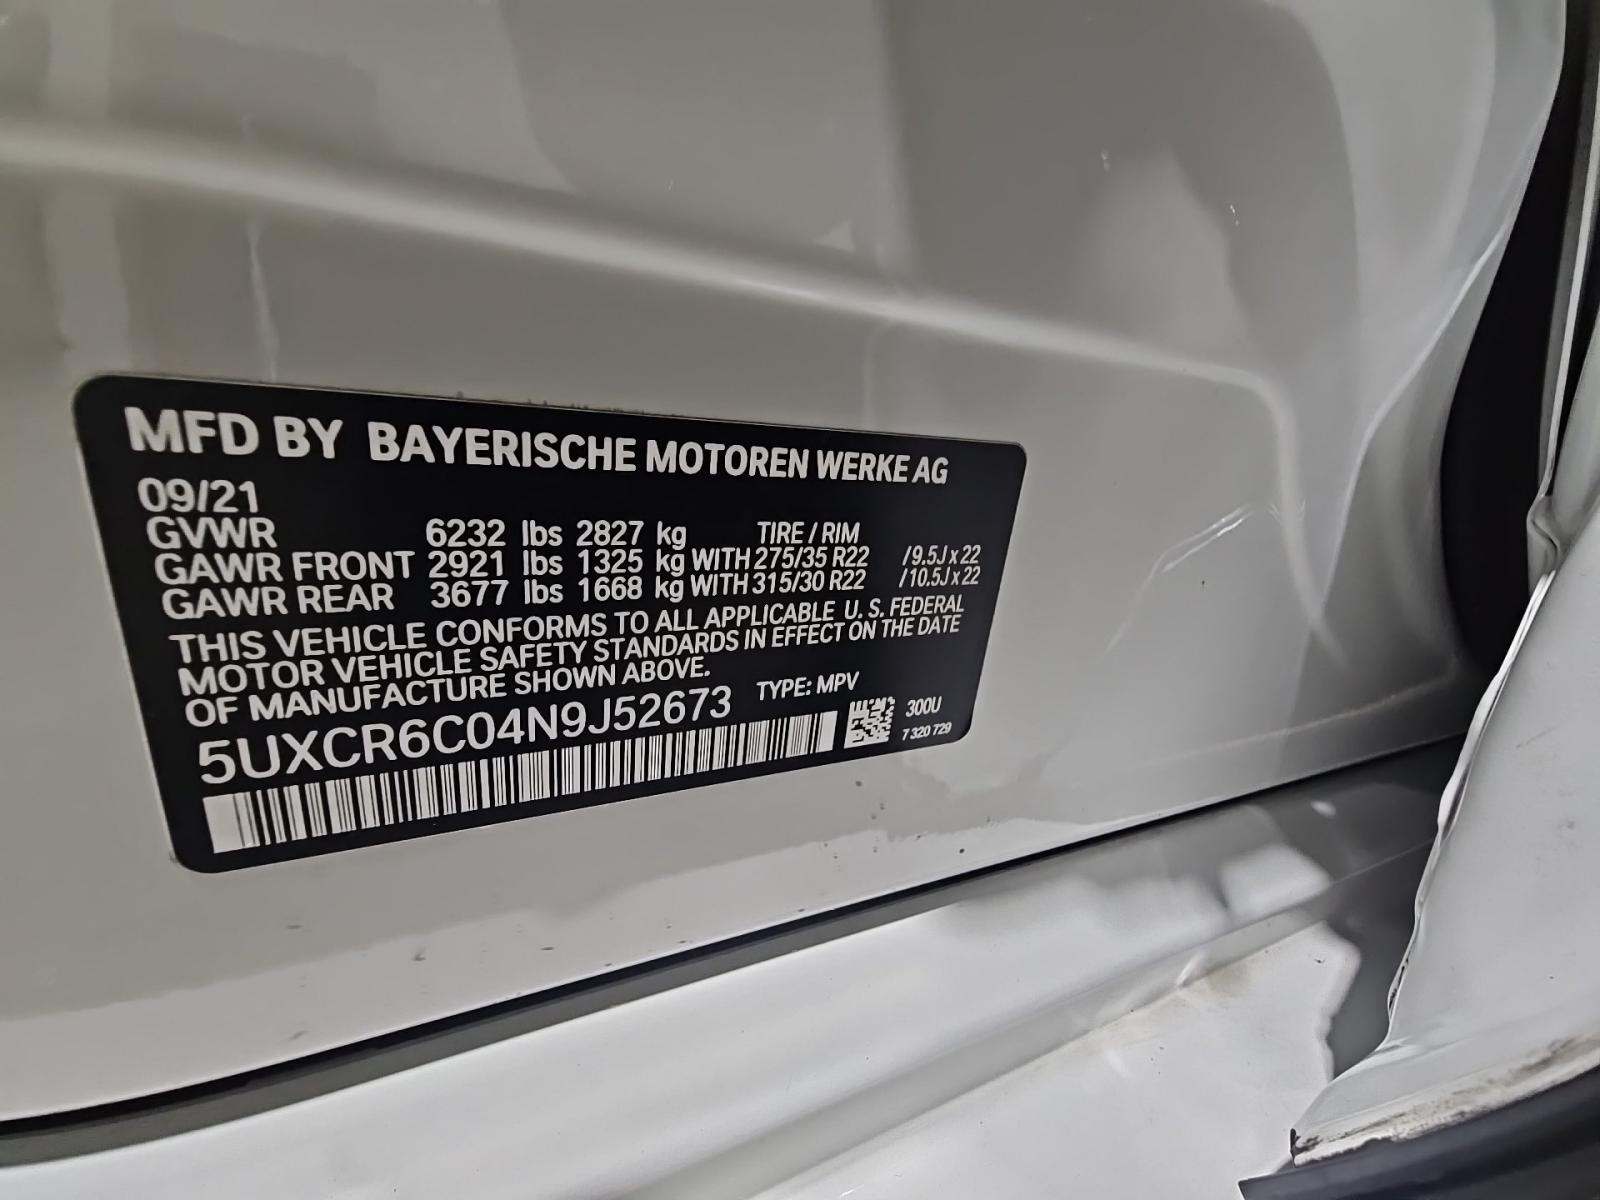 MFD BY BAYERISCHE MOTOREN WERKE AG
09/21
GVWR 6232 lbs 2827 kg TIRE / RIM
GAWR FRONT 2921 lbs 1325 kg WITH 275/35 R22 / 9.5J x 22
GAWR REAR 3677 lbs 1668 kg WITH 315/30 R22 / 10.5J x 22
THIS VEHICLE CONFORMS TO ALL APPLICABLE U. S. FEDERAL
MOTOR VEHICLE SAFETY STANDARDS IN EFFECT ON THE DATE
OF MANUFACTURE SHOWN ABOVE.
5UXCR6C04N9J52673 TYPE: MPV
300U
7 320 729